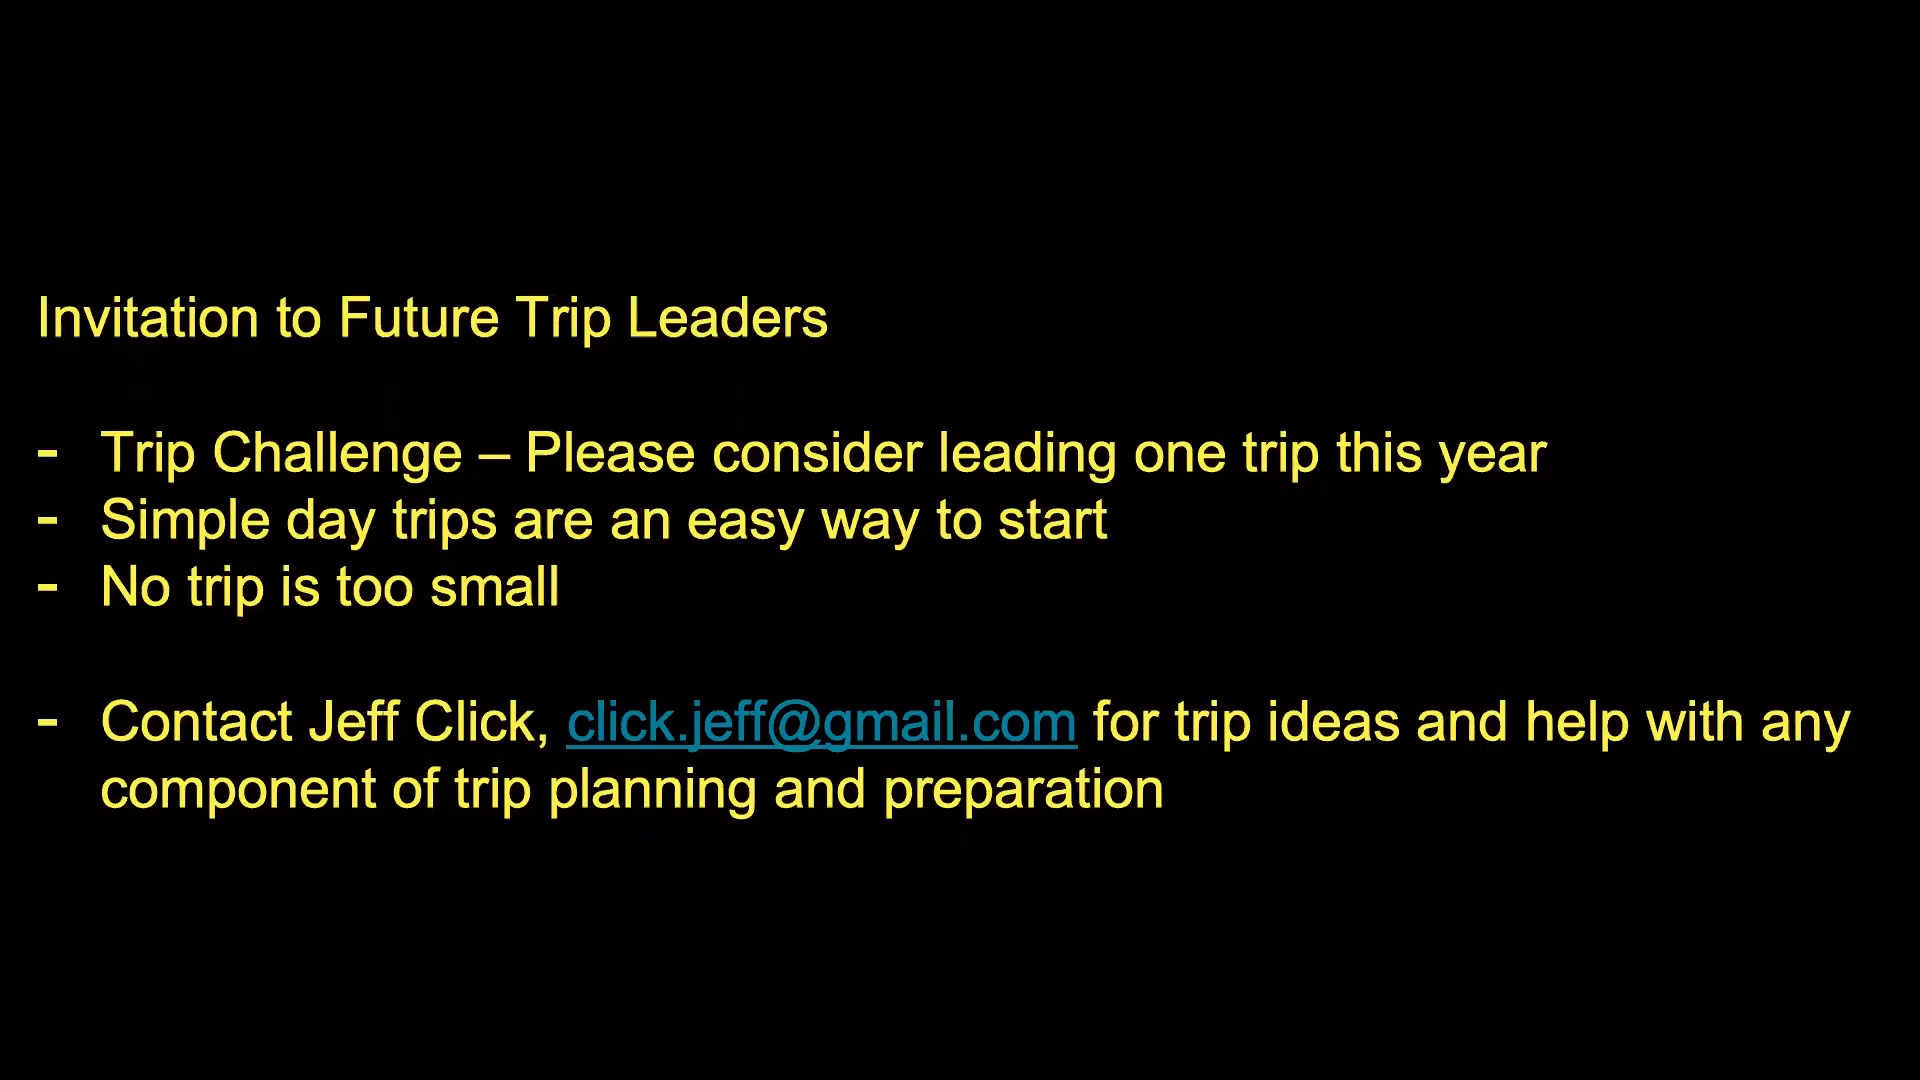 Invitation to Future Trip Leaders
- Trip Challenge – Please consider leading one trip this year
- Simple day trips are an easy way to start
- No trip is too small
- Contact Jeff Click, click.jeff@gmail.com for trip ideas and help with any
component of trip planning and preparation